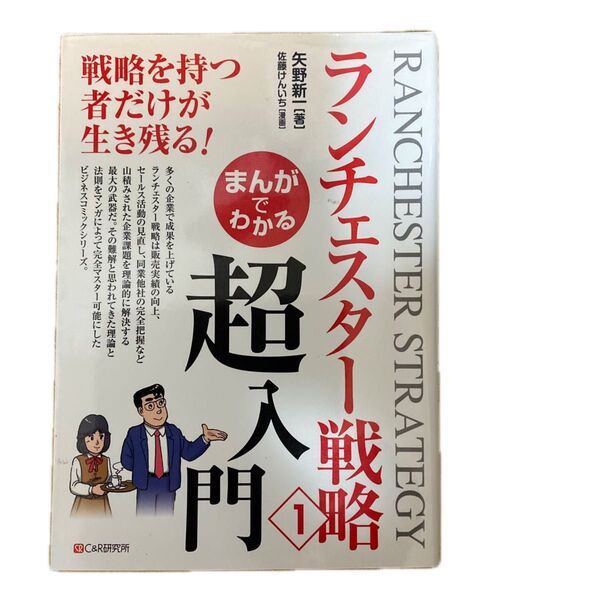 RANCHESTER STRATEGY
ランチェスター戦略
1
まんが
で
わかる
超入門
矢野新一[著]
佐藤けんいち[漫画]
戦略を持つ
者だけが
生き残る!
多くの企業で成果を上げている
ランチェスター戦略は販売実績の向上、
セールス活動の見直し、同業他社の完全把握など
山積みされた企業課題を理論的に解決する
最大の武器だ。その難解と思われてきた理論と
法則をマンガによって完全マスター可能にした
ビジネスコミック・シリーズ。
C&R研究所